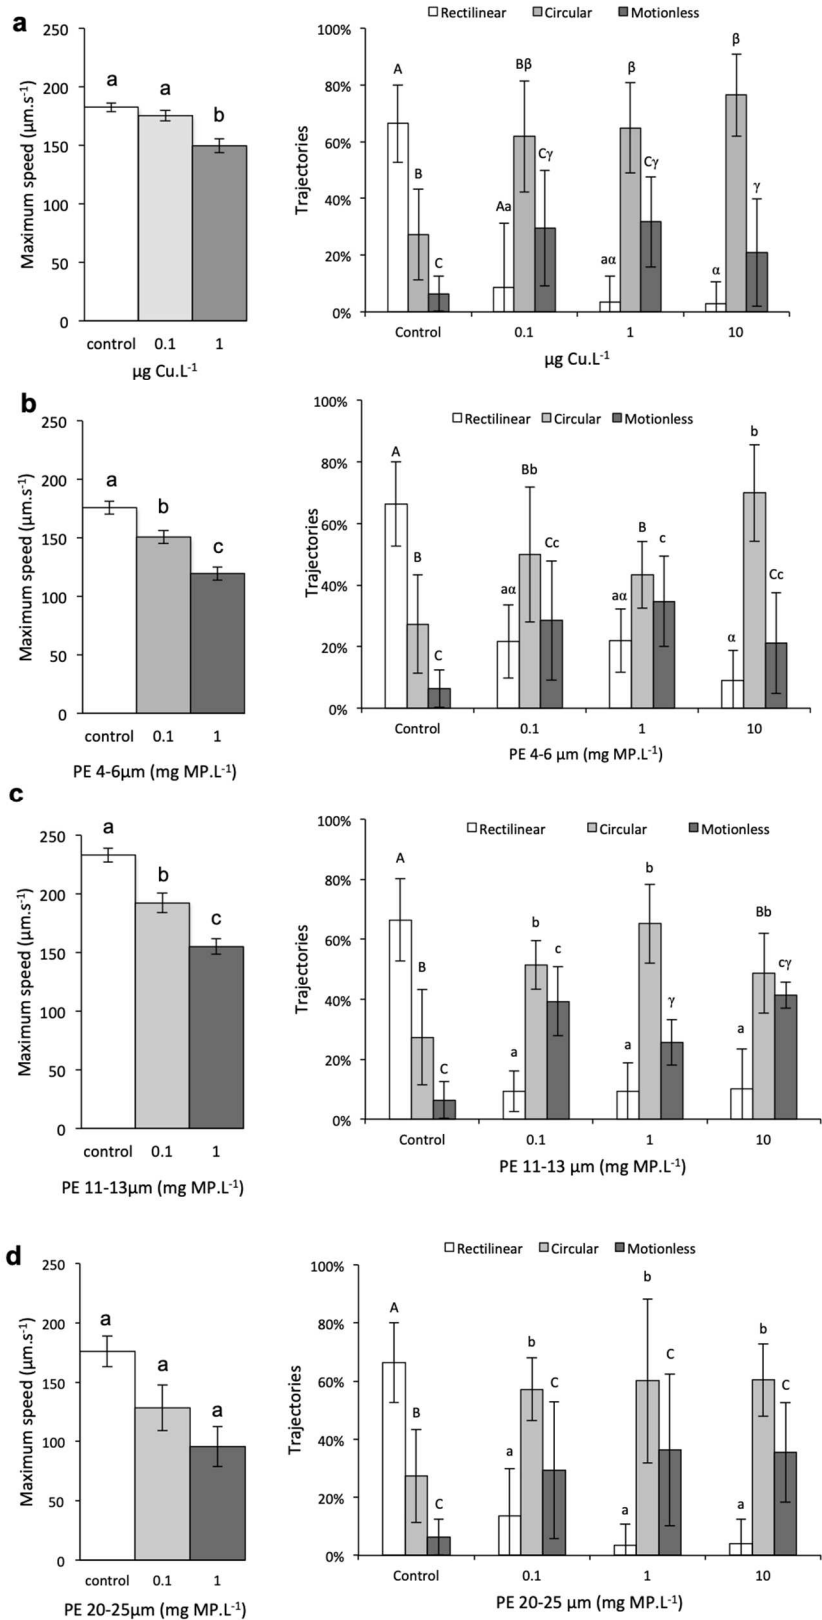 a
250
200
150
100
50
0
Maximum speed (µm.s-1)
a
a
b
control 0.1 1
µg Cu.L-1
Rectilinear Circular Motionless
100%
80%
60%
40%
20%
0%
Trajectories
A
B
C
Aa
Bβ
Cγ
aα
β
Cγ
α
β
γ
Control 0.1 1 10
µg Cu.L-1
b
250
200
150
100
50
0
Maximum speed (µm.s-1)
a
b
c
control 0.1 1
PE 4-6µm (mg MP.L-1)
Rectilinear Circular Motionless
100%
80%
60%
40%
20%
0%
Trajectories
A
B
C
aα
Bb
Cc
aα
B
c
α
b
Cc
Control 0.1 1 10
PE 4-6 µm (mg MP.L-1)
c
250
200
150
100
50
0
Maximum speed (µm.s-1)
a
b
c
control 0.1 1
PE 11-13µm (mg MP.L-1)
Rectilinear Circular Motionless
100%
80%
60%
40%
20%
0%
Trajectories
A
B
C
a
b
c
a
b
γ
a
Bb
cγ
Control 0.1 1 10
PE 11-13 µm (mg MP.L-1)
d
250
200
150
100
50
0
Maximum speed (µm.s-1)
a
a
a
control 0.1 1
PE 20-25µm (mg MP.L-1)
Rectilinear Circular Motionless
100%
80%
60%
40%
20%
0%
Trajectories
A
B
C
a
b
C
a
b
C
a
b
C
Control 0.1 1 10
PE 20-25 µm (mg MP.L-1)